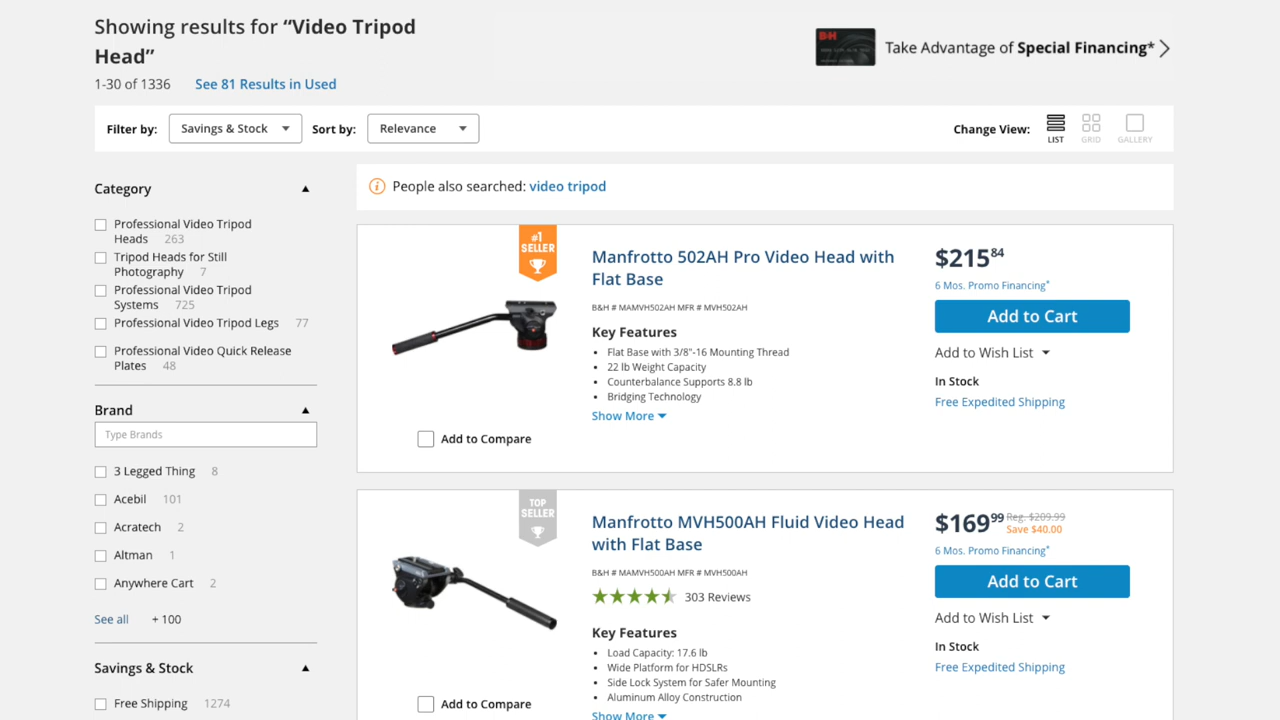 Showing results for “Video Tripod
Head”
1-30 of 1336 See 81 Results in Used
B&H
Take Advantage of Special Financing*
Filter by: Savings & Stock Sort by: Relevance
Change View: LIST GRID GALLERY
Category
Professional Video Tripod
Heads 263
Tripod Heads for Still
Photography 7
Professional Video Tripod
Systems 725
Professional Video Tripod Legs 77
Professional Video Quick Release
Plates 48
Brand
Type Brands
3 Legged Thing 8
Acebil 101
Acratech 2
Altman 1
Anywhere Cart 2
See all + 100
Savings & Stock
Free Shipping 1274
People also searched: video tripod
#1
SELLER
Manfrotto 502AH Pro Video Head with
Flat Base
B&H # MAMVH502AH MFR # MVH502AH
Key Features
Flat Base with 3/8"-16 Mounting Thread
22 lb Weight Capacity
Counterbalance Supports 8.8 lb
Bridging Technology
Show More
Add to Compare
$215 84
6 Mos. Promo Financing*
Add to Cart
Add to Wish List
In Stock
Free Expedited Shipping
TOP
SELLER
Manfrotto MVH500AH Fluid Video Head
with Flat Base
B&H # MAMVH500AH MFR # MVH500AH
303 Reviews
Key Features
Load Capacity: 17.6 lb
Wide Platform for HDSLRs
Side Lock System for Safer Mounting
Aluminum Alloy Construction
Show More
Add to Compare
$169 99 Reg. $209.99
Save $40.00
6 Mos. Promo Financing*
Add to Cart
Add to Wish List
In Stock
Free Expedited Shipping